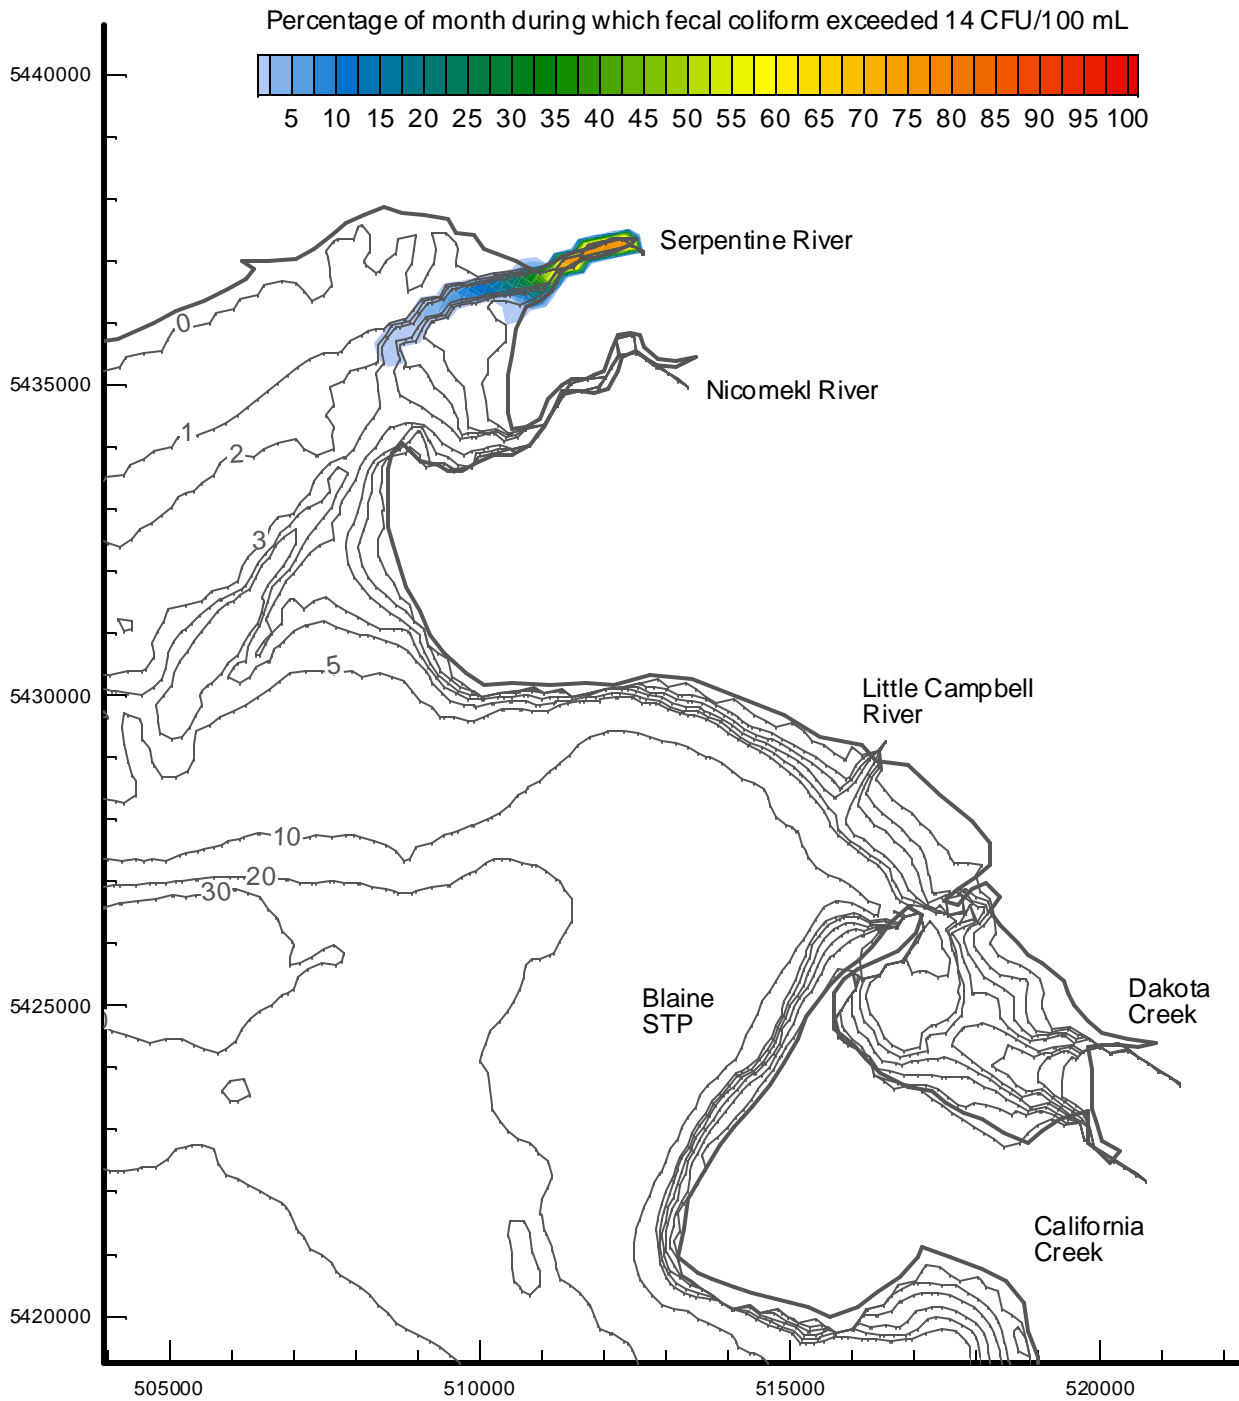 Percentage of month during which fecal coliform exceeded 14 CFU/100 mL
5 10 15 20 25 30 35 40 45 50 55 60 65 70 75 80 85 90 95 100
5440000
Serpentine River
0
5435000
Nicomekl River
1
2
3
5
5430000
Little Campbell
River
10
20
30
5425000
Blaine
STP
Dakota
Creek
California
Creek
5420000
505000 510000 515000 520000